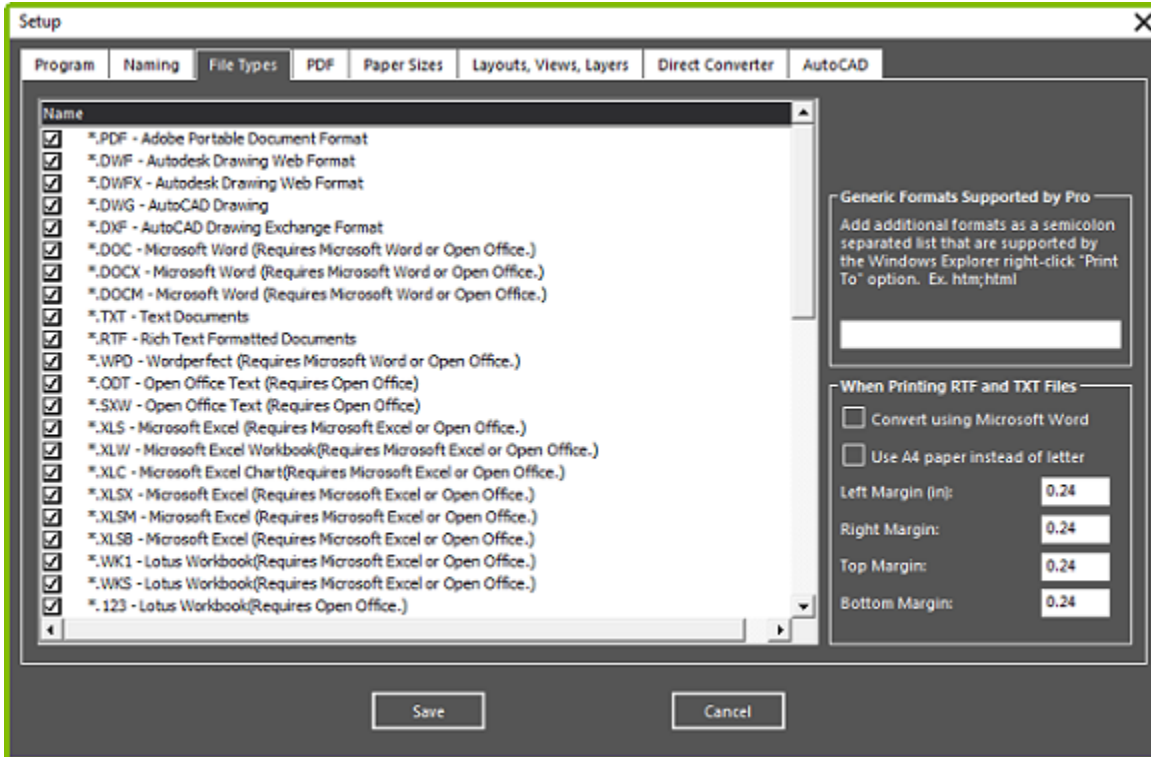 Setup
Program Naming File Types PDF Paper Sizes Layouts, Views, Layers Direct Converter AutoCAD
Name
*.PDF - Adobe Portable Document Format
*.DWF - Autodesk Drawing Web Format
*.DWFX - Autodesk Drawing Web Format
*.DWG - AutoCAD Drawing
*.DXF - AutoCAD Drawing Exchange Format
*.DOC - Microsoft Word (Requires Microsoft Word or Open Office.)
*.DOCX - Microsoft Word (Requires Microsoft Word or Open Office.)
*.DOCM - Microsoft Word (Requires Microsoft Word or Open Office.)
*.TXT - Text Documents
*.RTF - Rich Text Formatted Documents
*.WPD - Wordperfect (Requires Microsoft Word or Open Office.)
*.ODT - Open Office Text (Requires Open Office)
*.SXW - Open Office Text (Requires Open Office)
*.XLS - Microsoft Excel (Requires Microsoft Excel or Open Office.)
*.XLW - Microsoft Excel Workbook(Requires Microsoft Excel or Open Office.)
*.XLC - Microsoft Excel Chart(Requires Microsoft Excel or Open Office.)
*.XLSX - Microsoft Excel (Requires Microsoft Excel or Open Office.)
*.XLSM - Microsoft Excel (Requires Microsoft Excel or Open Office.)
*.XLSB - Microsoft Excel (Requires Microsoft Excel or Open Office.)
*.WK1 - Lotus Workbook(Requires Microsoft Excel or Open Office.)
*.WKS - Lotus Workbook(Requires Microsoft Excel or Open Office.)
*.123 - Lotus Workbook(Requires Open Office.)
Generic Formats Supported by Pro
Add additional formats as a semicolon
separated list that are supported by
the Windows Explorer right-click "Print
To" option. Ex. htm;html
When Printing RTF and TXT Files
Convert using Microsoft Word
Use A4 paper instead of letter
Left Margin (in): 0.24
Right Margin: 0.24
Top Margin: 0.24
Bottom Margin: 0.24
Save Cancel